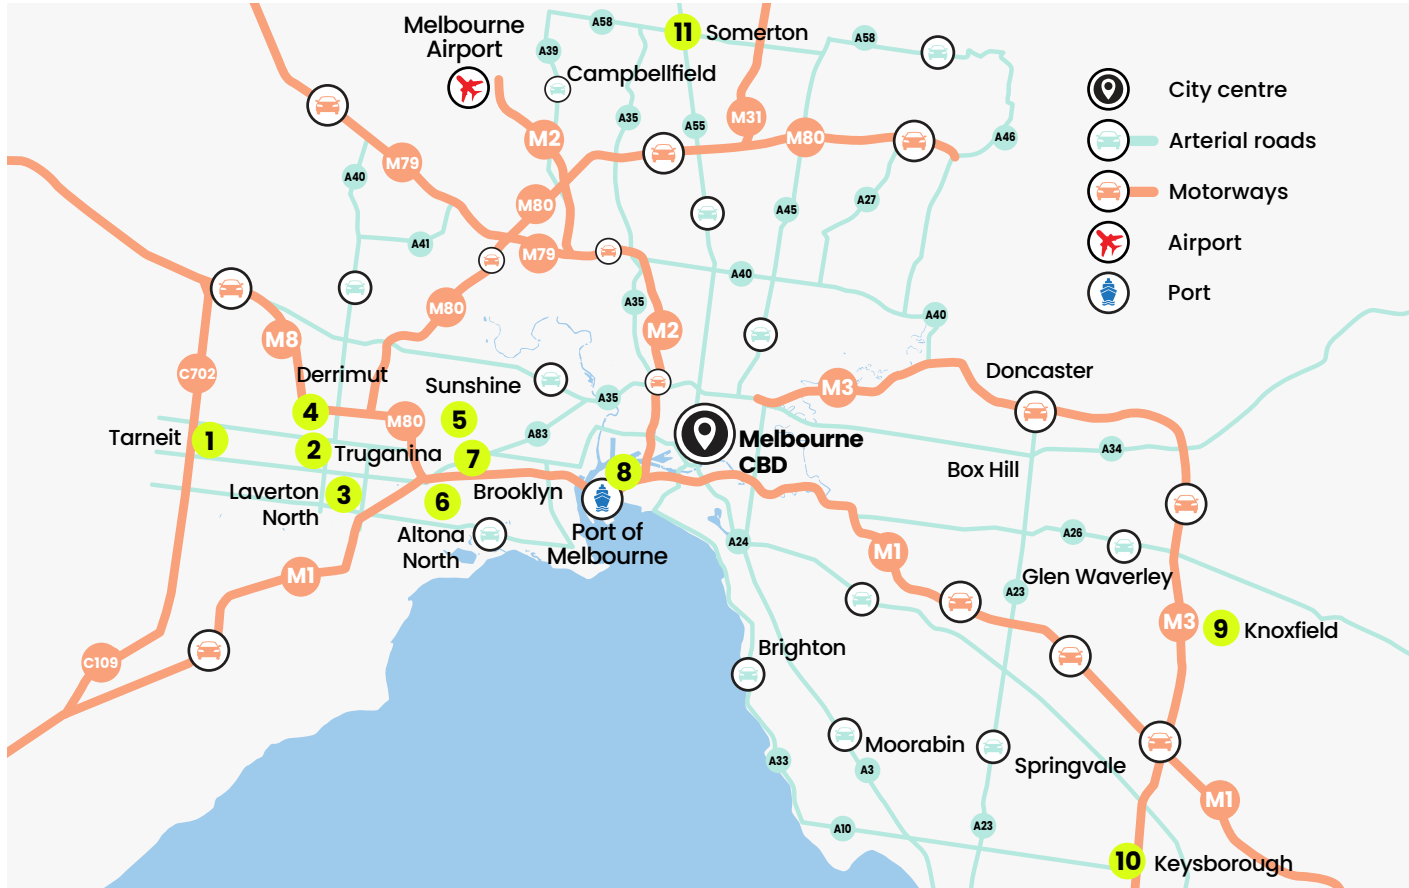 A58
11 Somerton
Melbourne
Airport
A39
A58
Campbellfield
City centre
M2
A35
A55
M31
M80
A46
Arterial roads
M79
A40
Motorways
M80
A45
A27
A41
M79
Airport
A40
M80
A35
Port
M8
M2
A40
C702
Derrimut
Sunshine
M3
Doncaster
A35
4
M80
5
Tarneit 1
A83
Melbourne
CBD
A34
2 Truganina
7
8
Box Hill
Laverton
North
3
6
Brooklyn
Altona
North
Port of
Melbourne
A24
A26
M1
M1
Glen Waverley
A23
M3
9 Knoxfield
Brighton
C109
Moorabin
Springvale
A33
A3
M1
A10
A23
10 Keysborough